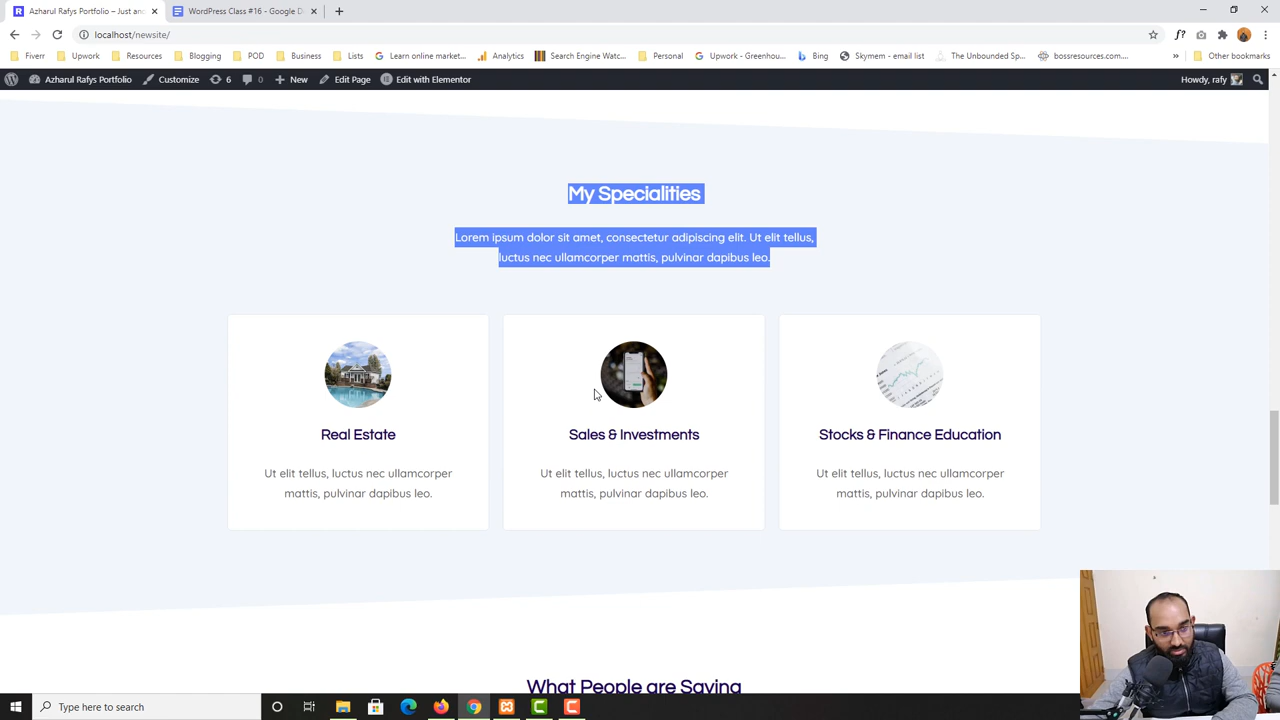 Azharul Rafys Portfolio – Just an
WordPress Class #16 - Google D
localhost/newsite/
Fiverr
Upwork
Resources
Blogging
POD
Business
Lists
Learn online market...
Analytics
Search Engine Watc...
Personal
Upwork - Greenhou...
Bing
Skymem - email list
The Unbounded Sp...
bossresources.com...
Other bookmarks
Azharul Rafys Portfolio
Customize
6
0
New
Edit Page
Edit with Elementor
Howdy, rafy
My Specialities
Lorem ipsum dolor sit amet, consectetur adipiscing elit. Ut elit tellus,
luctus nec ullamcorper mattis, pulvinar dapibus leo.
Real Estate
Ut elit tellus, luctus nec ullamcorper
mattis, pulvinar dapibus leo.
Sales & Investments
Ut elit tellus, luctus nec ullamcorper
mattis, pulvinar dapibus leo.
Stocks & Finance Education
Ut elit tellus, luctus nec ullamcorper
mattis, pulvinar dapibus leo.
What People are Saying
Type here to search